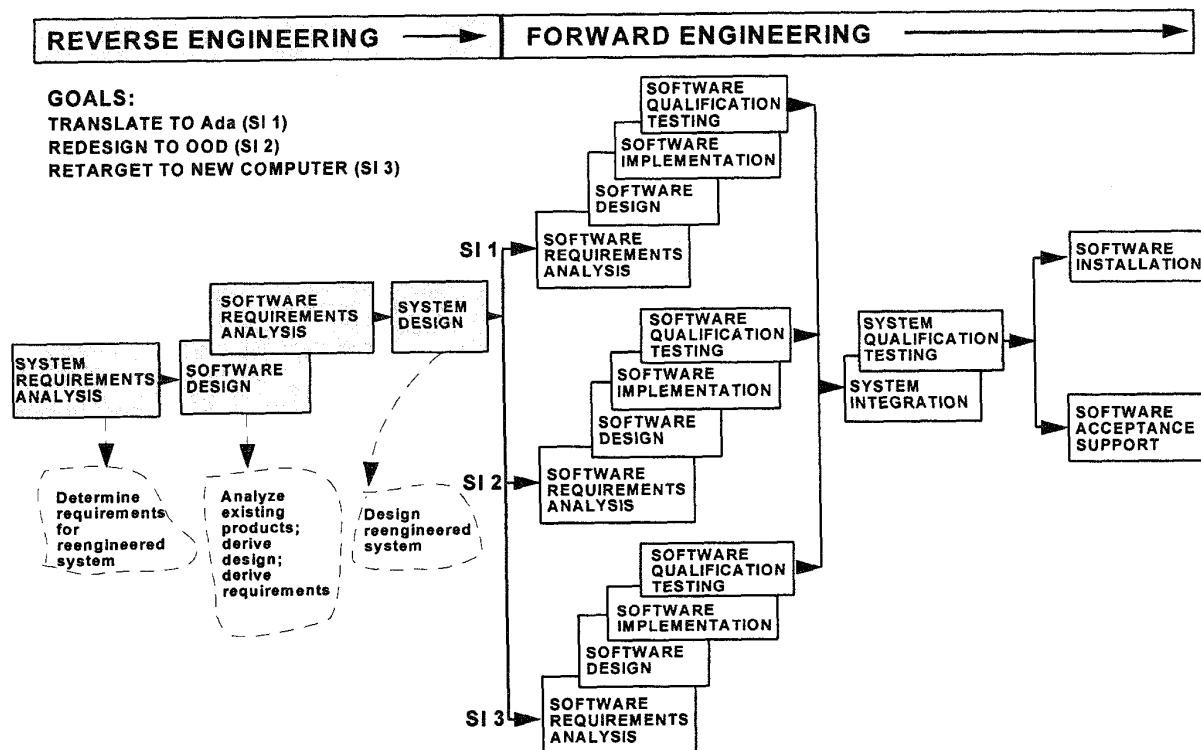 REVERSE ENGINEERING
FORWARD ENGINEERING
GOALS:
TRANSLATE TO Ada (SI 1)
REDESIGN TO OOD (SI 2)
RETARGET TO NEW COMPUTER (SI 3)
SYSTEM
REQUIREMENTS
ANALYSIS
SOFTWARE
DESIGN
SOFTWARE
REQUIREMENTS
ANALYSIS
SYSTEM
DESIGN
Determine
requirements
for
reengineered
system
Analyze
existing
products;
derive
design;
derive
requirements
Design
reengineered
system
SI 1
SOFTWARE
REQUIREMENTS
ANALYSIS
SOFTWARE
DESIGN
SOFTWARE
IMPLEMENTATION
SOFTWARE
QUALIFICATION
TESTING
SI 2
SOFTWARE
REQUIREMENTS
ANALYSIS
SOFTWARE
DESIGN
SOFTWARE
IMPLEMENTATION
SOFTWARE
QUALIFICATION
TESTING
SI 3
SOFTWARE
REQUIREMENTS
ANALYSIS
SOFTWARE
DESIGN
SOFTWARE
IMPLEMENTATION
SOFTWARE
QUALIFICATION
TESTING
SYSTEM
INTEGRATION
SYSTEM
QUALIFICATION
TESTING
SOFTWARE
INSTALLATION
SOFTWARE
ACCEPTANCE
SUPPORT